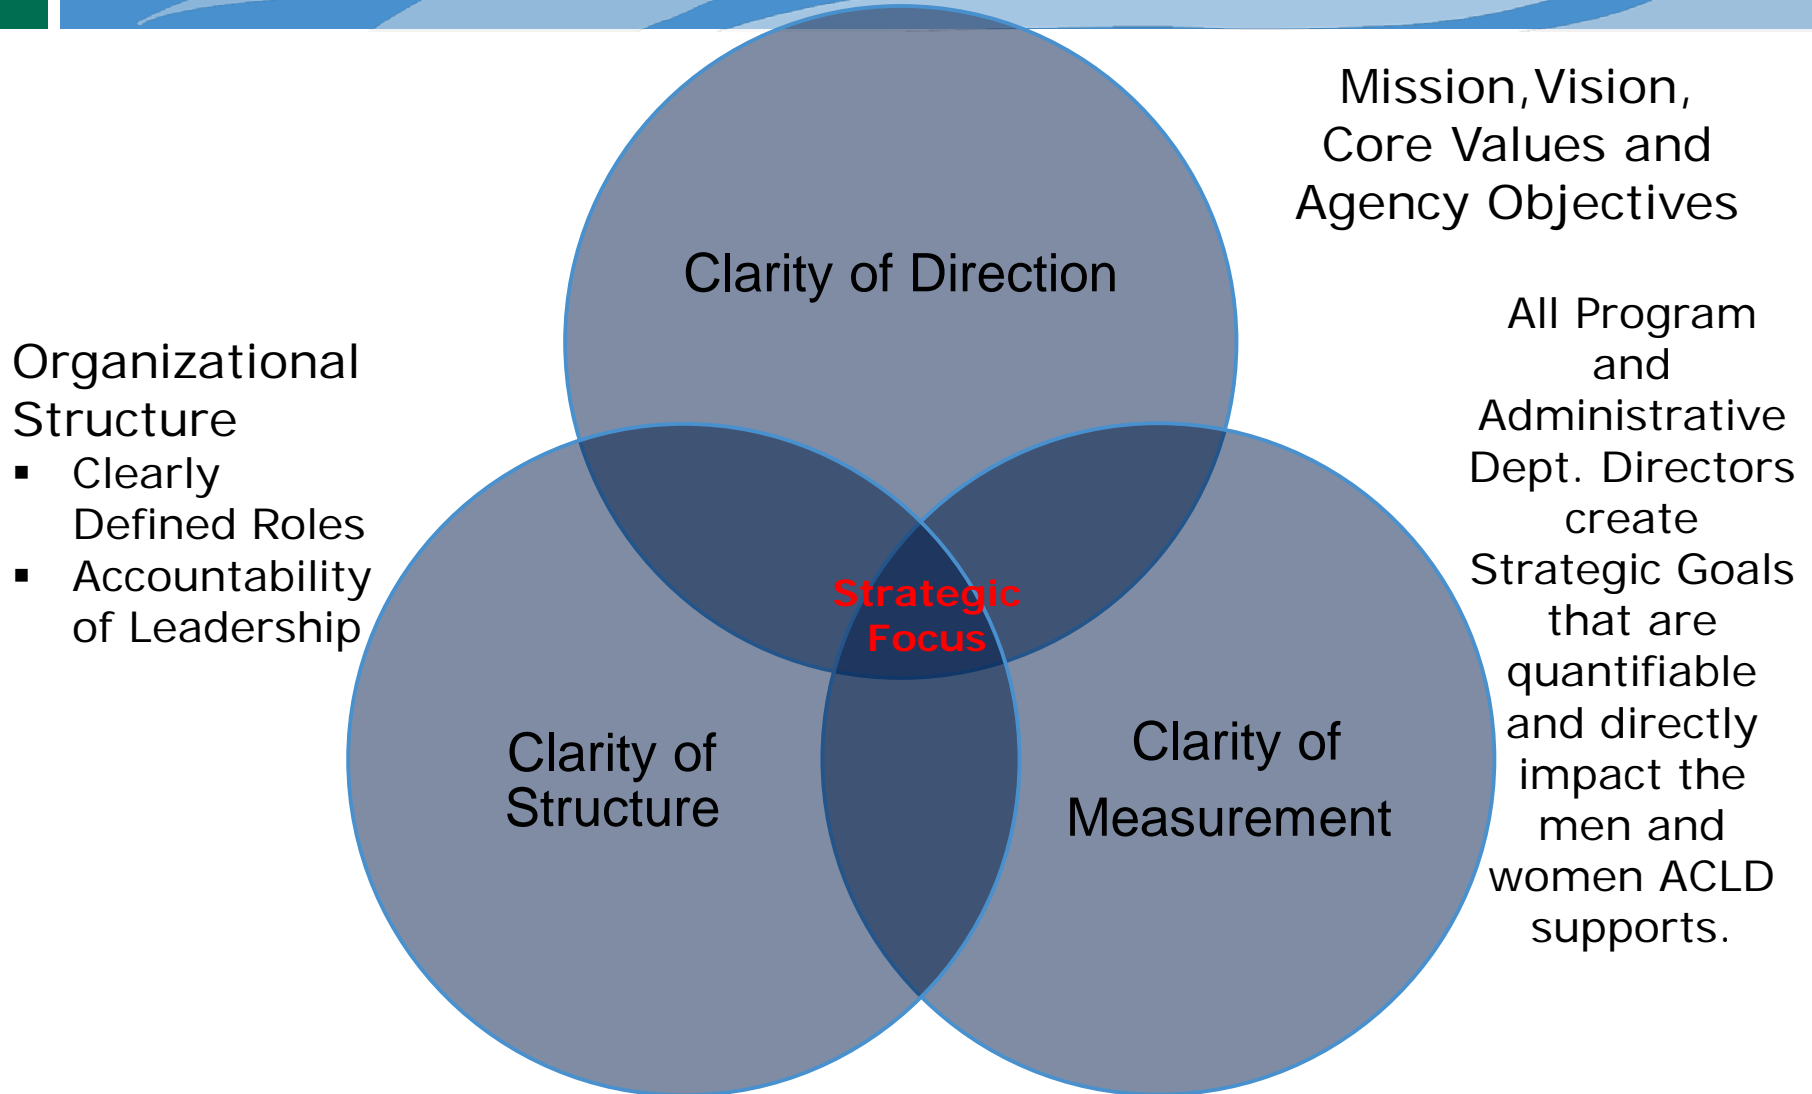 Mission,Vision,
Core Values and
Agency Objectives
Clarity of Direction
Organizational
Structure
▪ Clearly
Defined Roles
▪ Accountability
of Leadership
All Program
and
Administrative
Dept. Directors
create
Strategic Goals
that are
quantifiable
and directly
impact the
men and
women ACLD
supports.
Strategic
Focus
Clarity of
Structure
Clarity of
Measurement